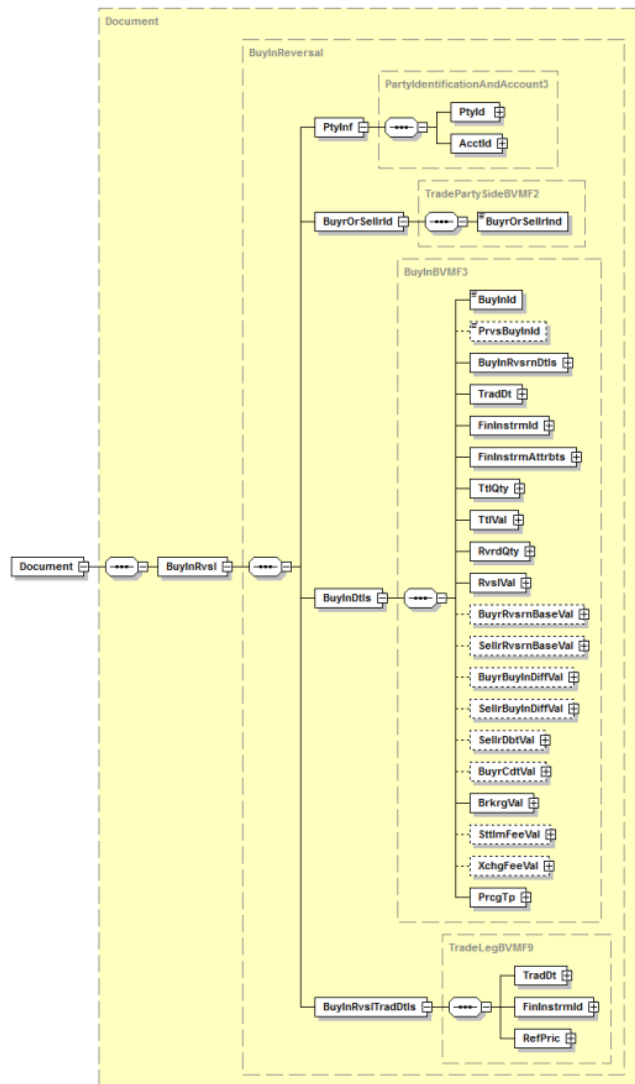 Document
BuyInReversal
PartyIdentificationAndAccount3
PtyInf
PtyId
AcctId
TradePartySideBVMF2
BuyrOrSellrId
BuyrOrSellrInd
BuyInBVMF3
BuyInId
PrvsBuyInId
BuyInRvsrnDtls
TradDt
FinInstrmId
FinInstrmAttrbts
TtlQty
TtlVal
RvrdQty
Document
BuyInRvsl
RvslVal
BuyInDtls
BuyrRvsrnBaseVal
SellrRvsrnBaseVal
BuyrBuyInDiffVal
SellrBuyInDiffVal
SellrDbtVal
BuyrCdtVal
BrkrgVal
SttlmFeeVal
XchgFeeVal
PrcgTp
TradeLegBVMF9
TradDt
BuyInRvslTradDtls
FinInstrmId
RefPric